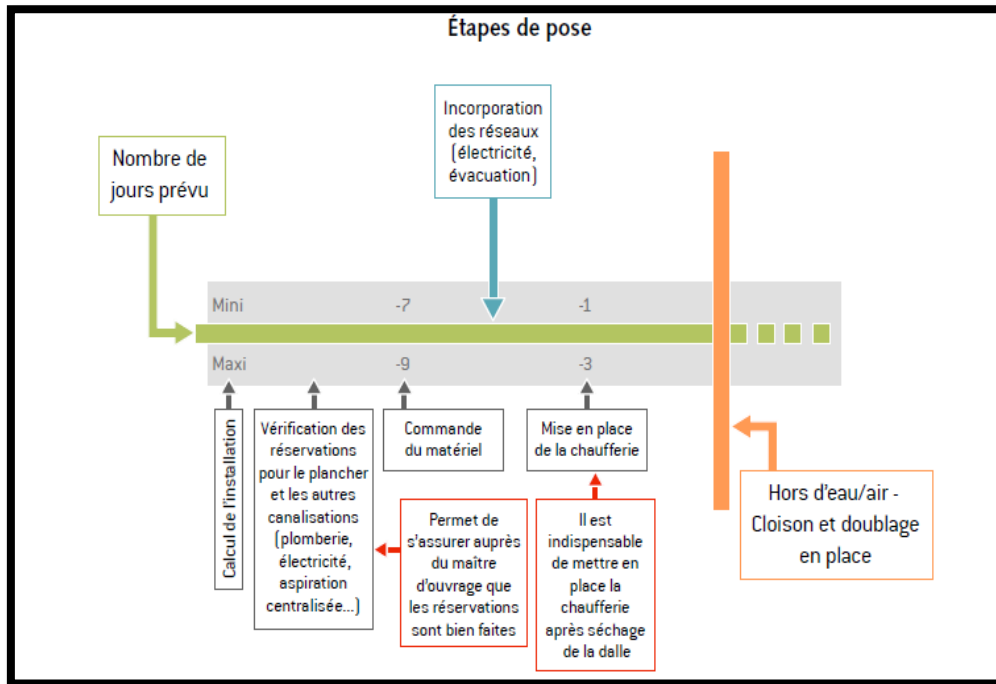 Étapes de pose
Incorporation
des réseaux
(électricité,
évacuation)
Nombre de
jours prévu
Mini -7 -1
Maxi -9 -3
Calcul de l'installation
Vérification des
réservations
pour le plancher
et les autres
canalisations
(plomberie,
électricité,
aspiration
centralisée...)
Commande
du matériel
Mise en place
de la chaufferie
Permet de
s'assurer auprès
du maître
d'ouvrage que
les réservations
sont bien faites
Il est
indispensable
de mettre en
place la
chaufferie
après séchage
de la dalle
Hors d'eau/air -
Cloison et doublage
en place